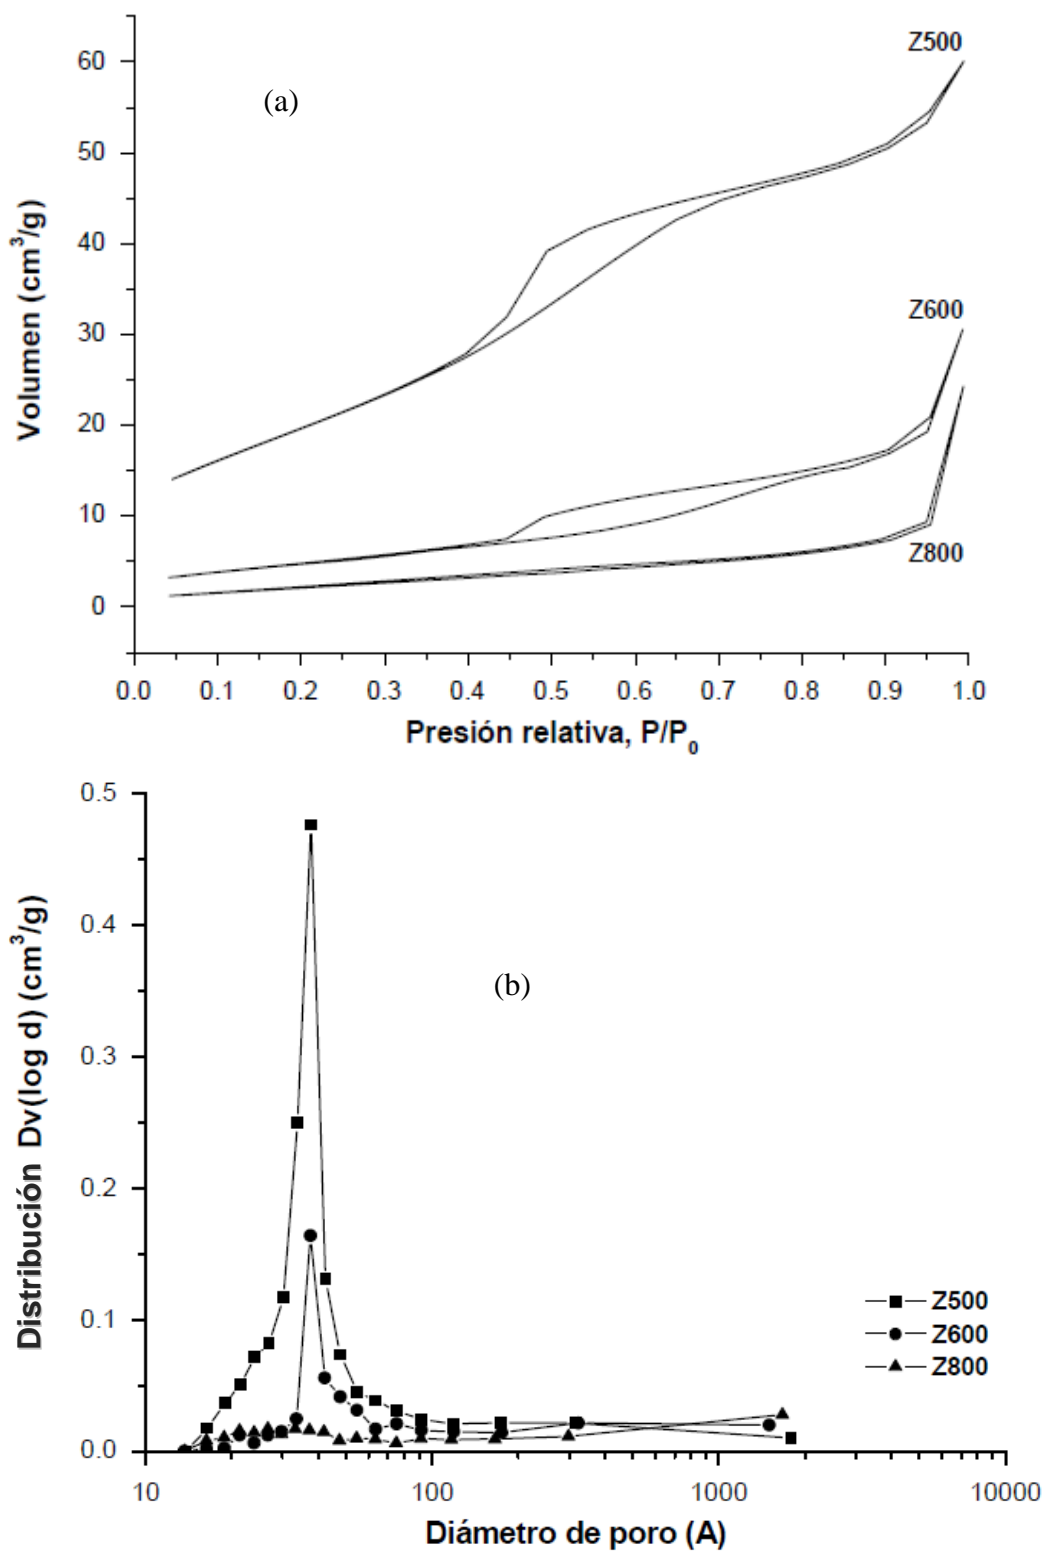 (a)
Z500
Z600
Z800
Volumen (cm³/g)
60
50
40
30
20
10
0
0.0 0.1 0.2 0.3 0.4 0.5 0.6 0.7 0.8 0.9 1.0
Presión relativa, P/P₀
(b)
Distribución Dv(log d) (cm³/g)
0.5
0.4
0.3
0.2
0.1
0.0
Z500
Z600
Z800
10 100 1000 10000
Diámetro de poro (A)